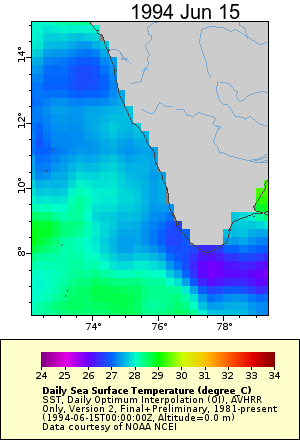 1994 Jun 15
14°
12°
10°
8°
74° 76° 78°
24 25 26 27 28 29 30 31 32 33 34
Daily Sea Surface Temperature (degree_C)
SST, Daily Optimum Interpolation (OI), AVHRR
Only, Version 2, Final+Preliminary, 1981-present
(1994-06-15T00:00:00Z, Altitude=0.0 m)
Data courtesy of NOAA NCEI